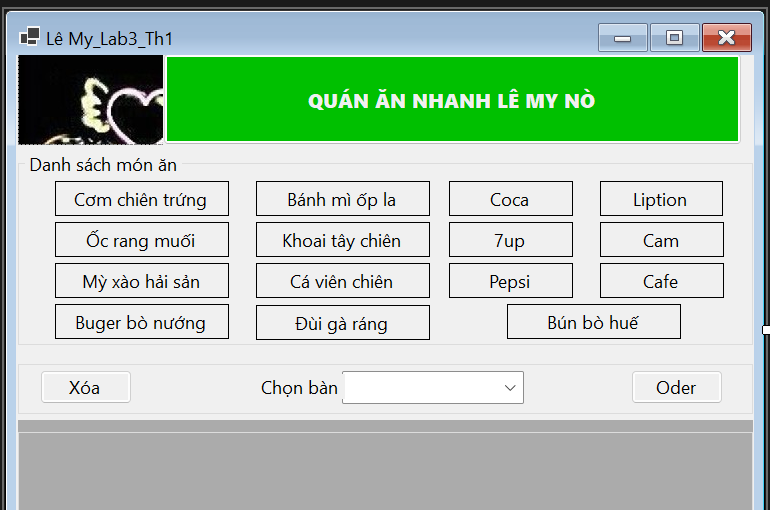 Lê My_Lab3_Th1
QUÁN ĂN NHANH LÊ MY NÒ
Danh sách món ăn
Cơm chiên trứng Bánh mì ốp la Coca Liption
Ốc rang muối Khoai tây chiên 7up Cam
Mỳ xào hải sản Cá viên chiên Pepsi Cafe
Buger bò nướng Đùi gà ráng Bún bò huế
Xóa Chọn bàn Oder